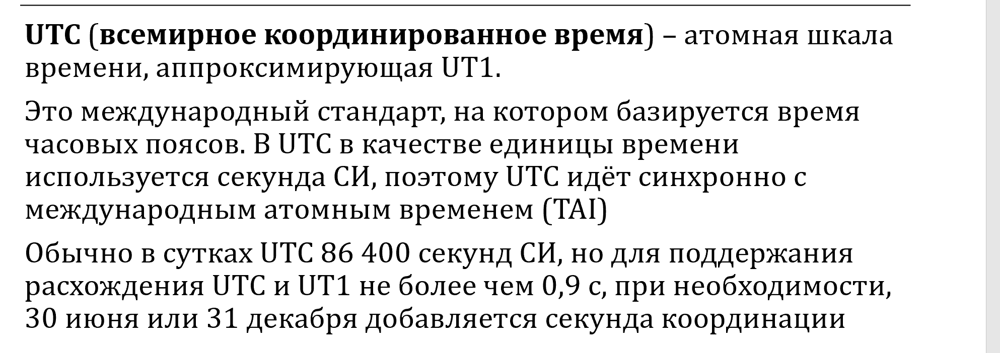 UTC (всемирное координированное время) – атомная шкала
времени, аппроксимирующая UT1.
Это международный стандарт, на котором базируется время
часовых поясов. В UTC в качестве единицы времени
используется секунда СИ, поэтому UTC идёт синхронно с
международным атомным временем (TAI)
Обычно в сутках UTC 86 400 секунд СИ, но для поддержания
расхождения UTC и UT1 не более чем 0,9 с, при необходимости,
30 июня или 31 декабря добавляется секунда координации